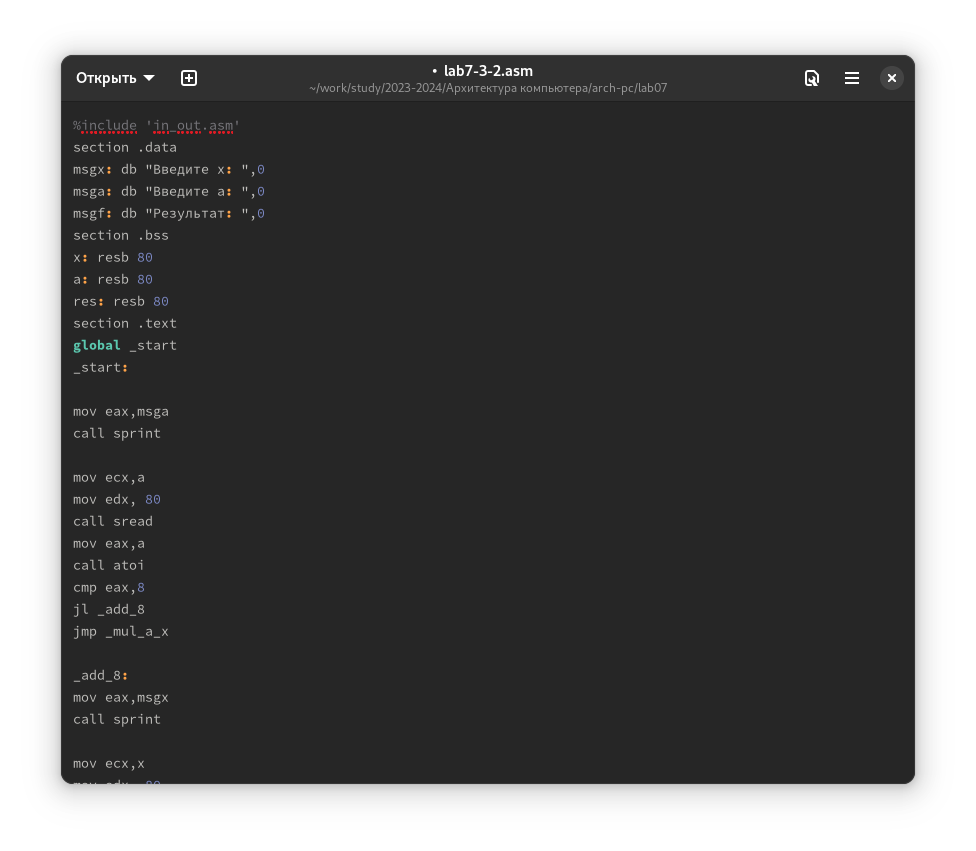 Открыть
• lab7-3-2.asm
~/work/study/2023-2024/Архитектура компьютера/arch-pc/lab07
%include 'in_out.asm'
section .data
msgx: db "Введите x: ",0
msga: db "Введите a: ",0
msgf: db "Результат: ",0
section .bss
x: resb 80
a: resb 80
res: resb 80
section .text
global _start
_start:
mov eax,msga
call sprint
mov ecx,a
mov edx, 80
call sread
mov eax,a
call atoi
cmp eax,8
jl _add_8
jmp _mul_a_x
_add_8:
mov eax,msgx
call sprint
mov ecx,x
mov edx, 80